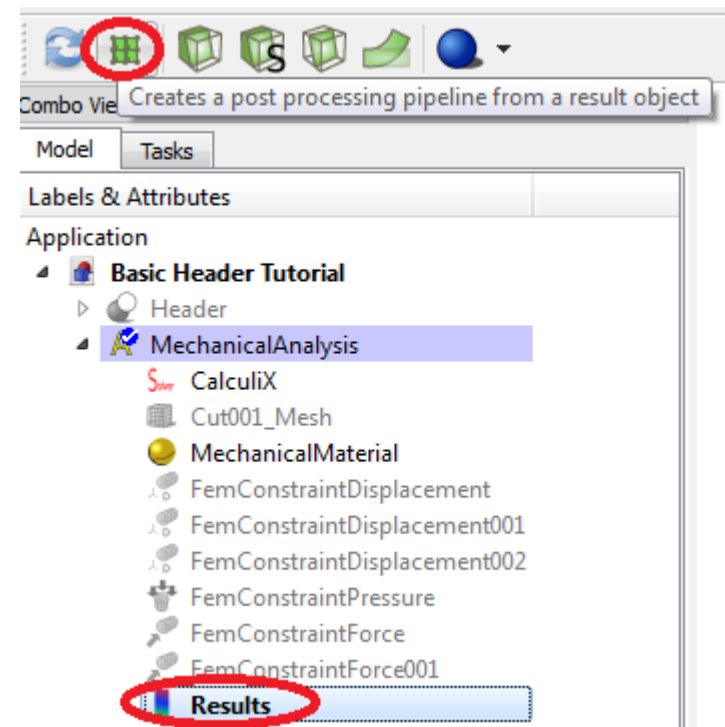 S
Creates a post processing pipeline from a result object
Combo Vie
Model Tasks
Labels & Attributes
Application
Basic Header Tutorial
Header
MechanicalAnalysis
Solver CalculiX
Cut001_Mesh
MechanicalMaterial
FemConstraintDisplacement
FemConstraintDisplacement001
FemConstraintDisplacement002
FemConstraintPressure
FemConstraintForce
FemConstraintForce001
Results